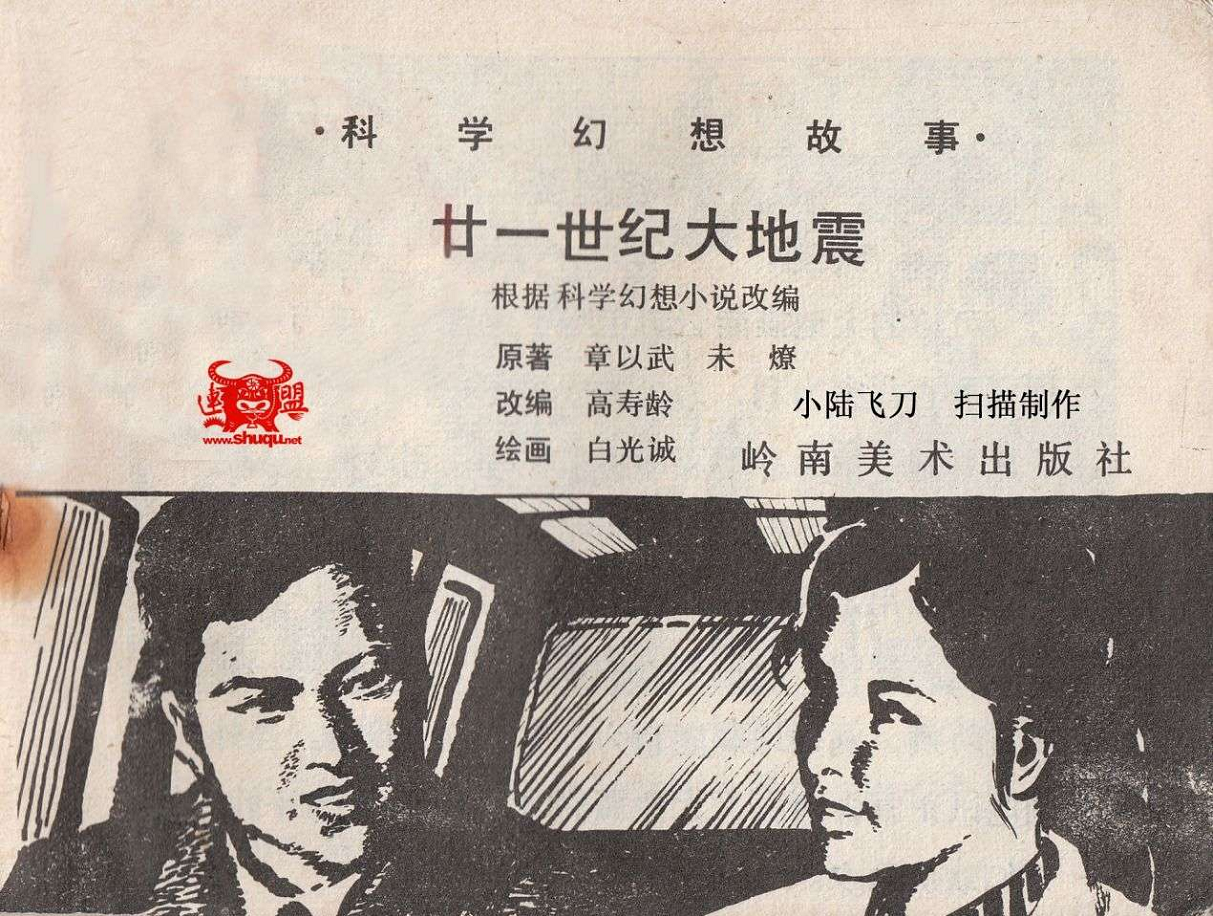 ·科学幻想故事·
廿一世纪大地震
根据科学幻想小说改编
原著 章以武 未燎
改编 高寿龄
绘画 白光诚
小陆飞刀 扫描制作
岭南美术出版社
連盟
www.shuqu.net